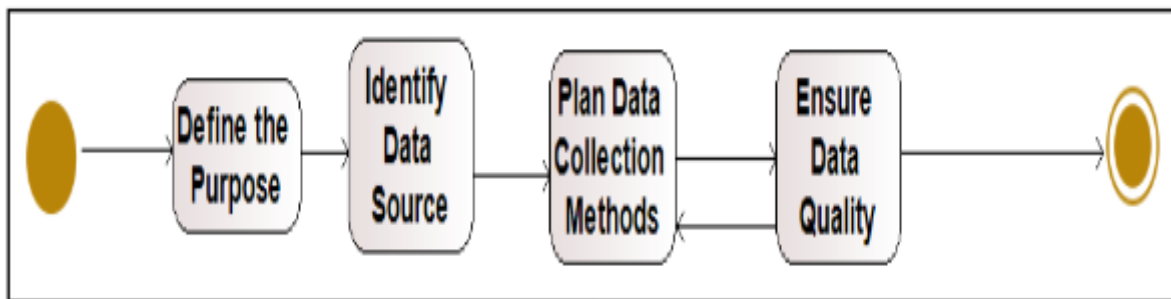 Define the
Purpose
Identify
Data
Source
Plan Data
Collection
Methods
Ensure
Data
Quality